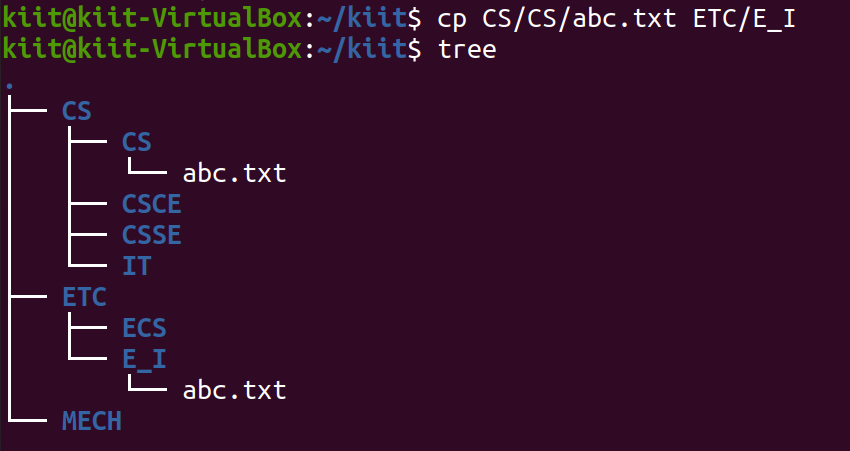 kiit@kiit-VirtualBox:~/kiit$ cp CS/CS/abc.txt ETC/E_I
kiit@kiit-VirtualBox:~/kiit$ tree
.
├── CS
│   ├── CS
│   │   └── abc.txt
│   ├── CSCE
│   ├── CSSE
│   └── IT
├── ETC
│   ├── ECS
│   └── E_I
│       └── abc.txt
└── MECH